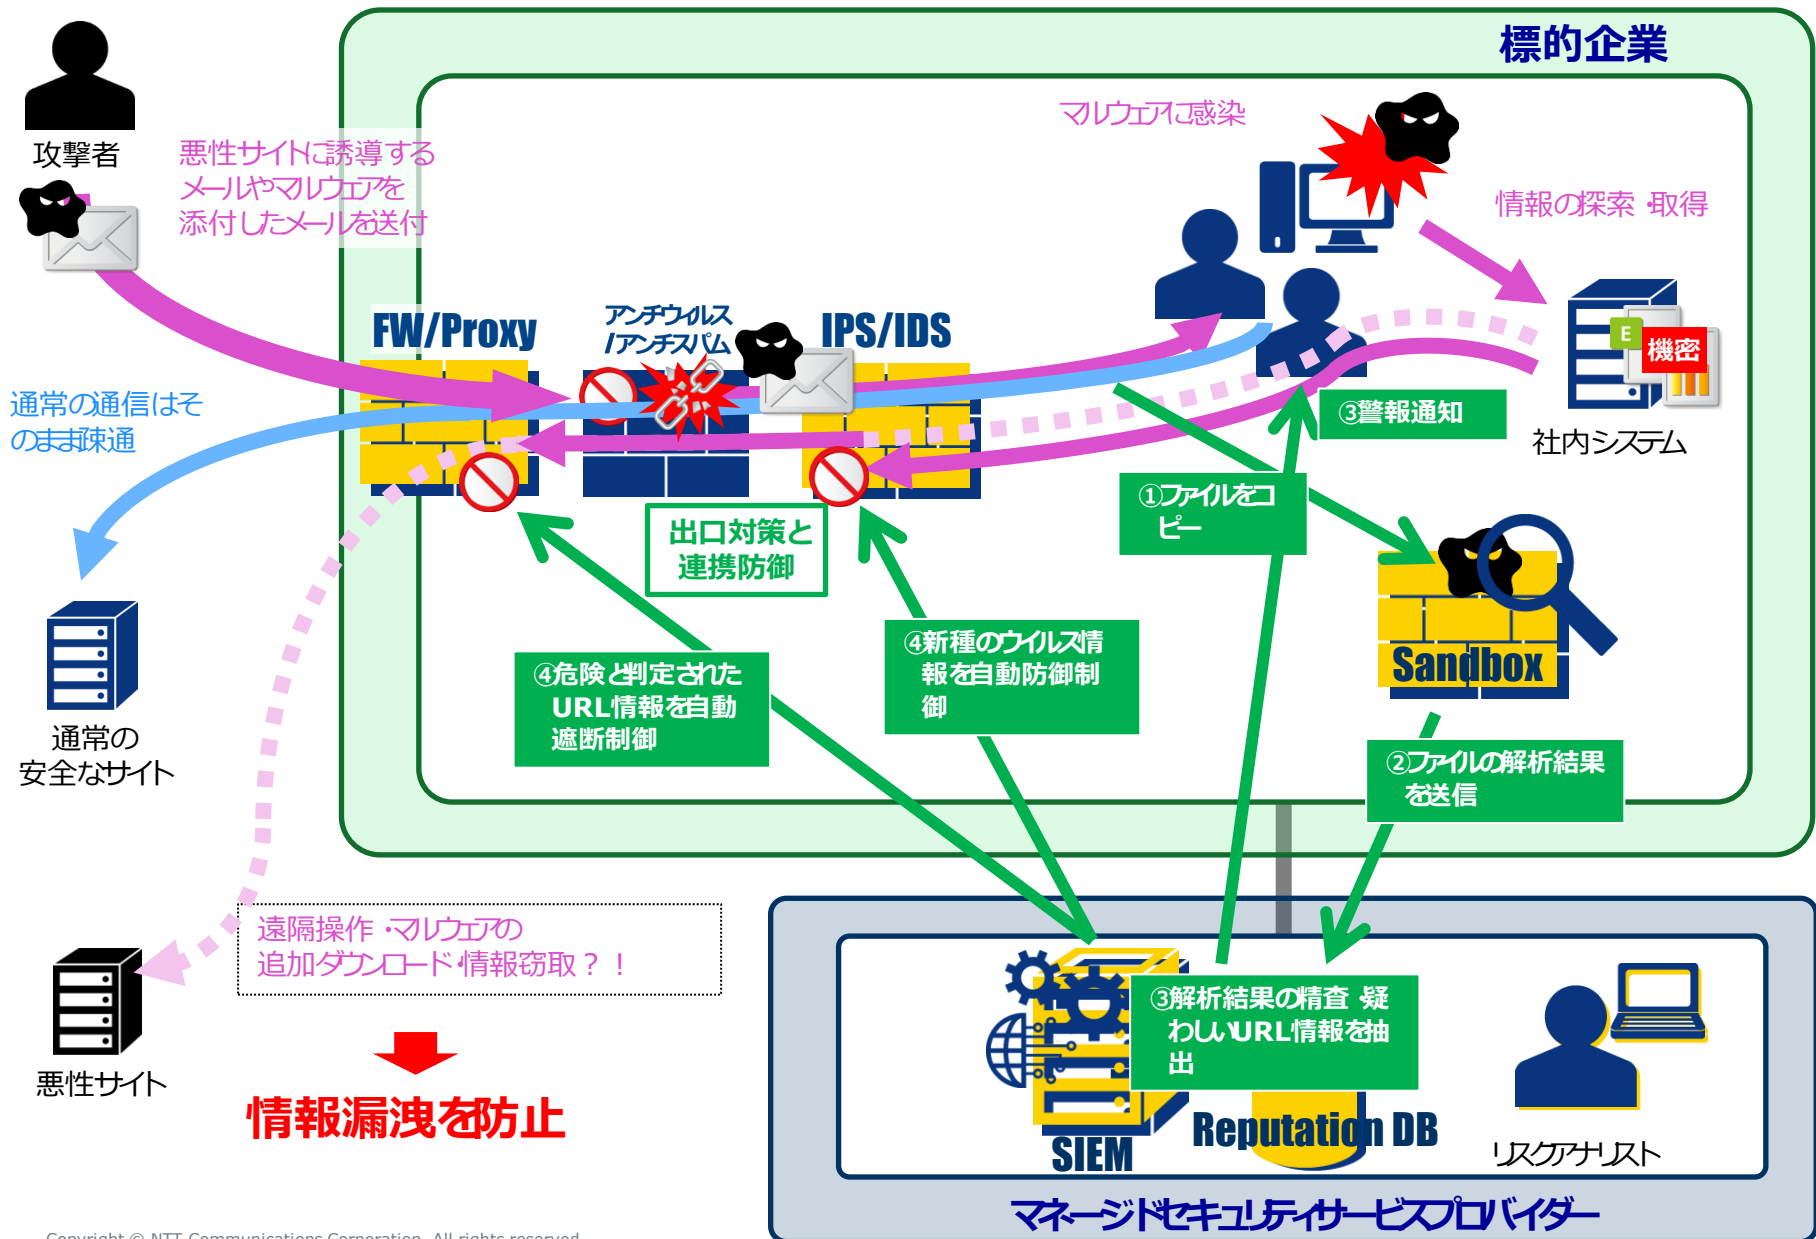 標的企業
攻撃者
悪性サイトに誘導する
メールやマルウェアを
添付したメールを送付
マルウェアに感染
情報の探索・取得
FW/Proxy
アンチウイルス
/アンチスパム
IPS/IDS
E
機密
社内システム
通常の通信はそ
のまま疎通
③警報通知
①ファイルをコ
ピー
出口対策と
連携防御
④新種のウイルス情
報を自動防御制
御
④危険と判定された
URL情報を自動
遮断制御
Sandbox
②ファイルの解析結果
を送信
通常の
安全なサイト
遠隔操作・マルウェアの
追加ダウンロード・情報窃取？！
悪性サイト
情報漏洩を防止
③解析結果の精査・疑
わしいURL情報を抽
出
SIEM
Reputation DB
リスクアナリスト
マネージドセキュリティサービスプロバイダー
Copyright © NTT Communications Corporation. All rights reserved.